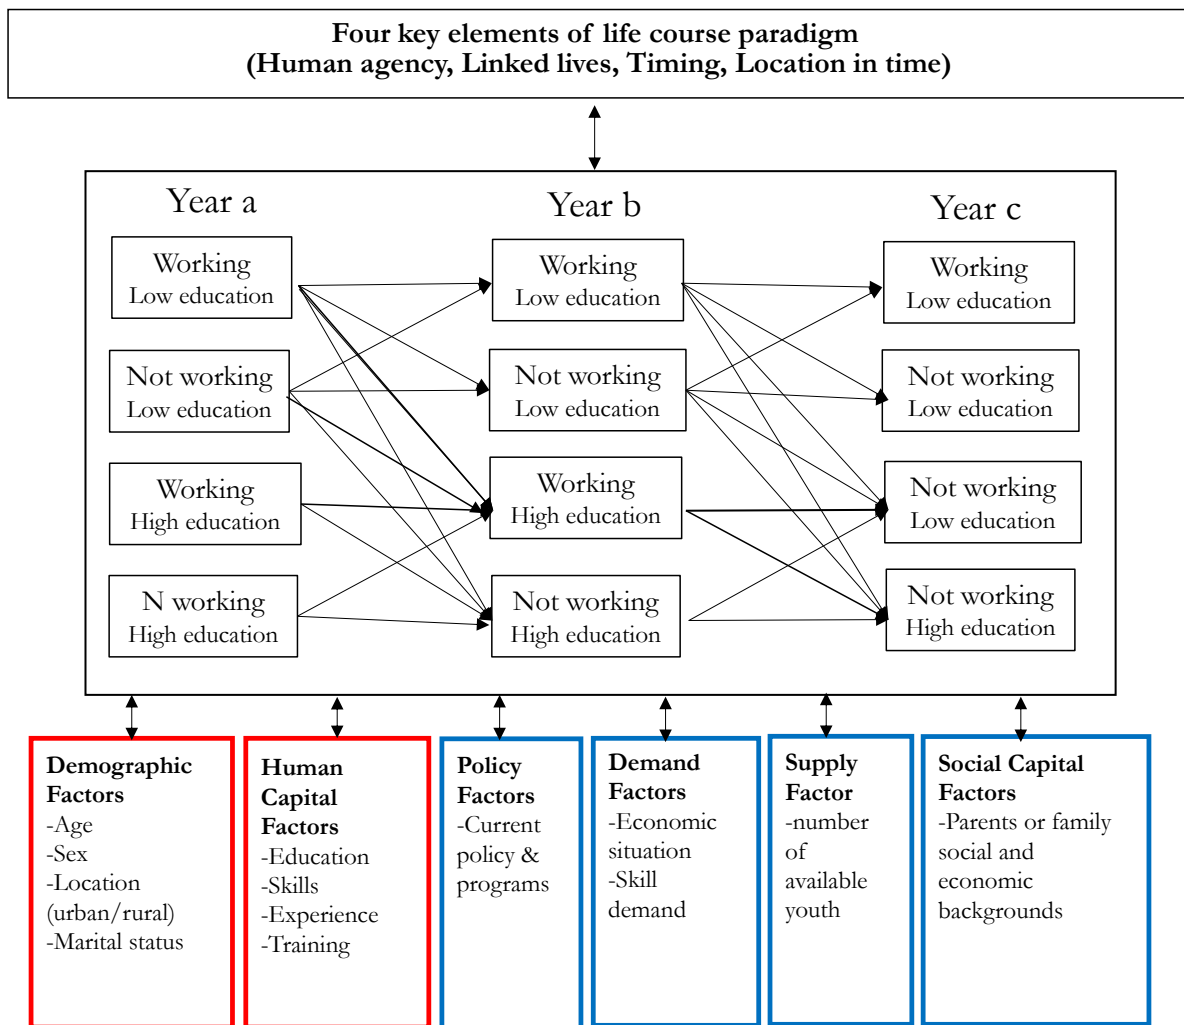 Four key elements of life course paradigm
(Human agency, Linked lives, Timing, Location in time)
Year a
Year b
Year c
Working
Low education
Working
Low education
Working
Low education
Not working
Low education
Not working
Low education
Not working
Low education
Working
High education
Working
High education
Not working
Low education
N working
High education
Not working
High education
Not working
High education
Demographic
Factors
-Age
-Sex
-Location
(urban/rural)
-Marital status
Human
Capital
Factors
-Education
-Skills
-Experience
-Training
Policy
Factors
-Current
policy &
programs
Demand
Factors
-Economic
situation
-Skill
demand
Supply
Factor
-number
of
available
youth
Social Capital
Factors
-Parents or family
social and
economic
backgrounds